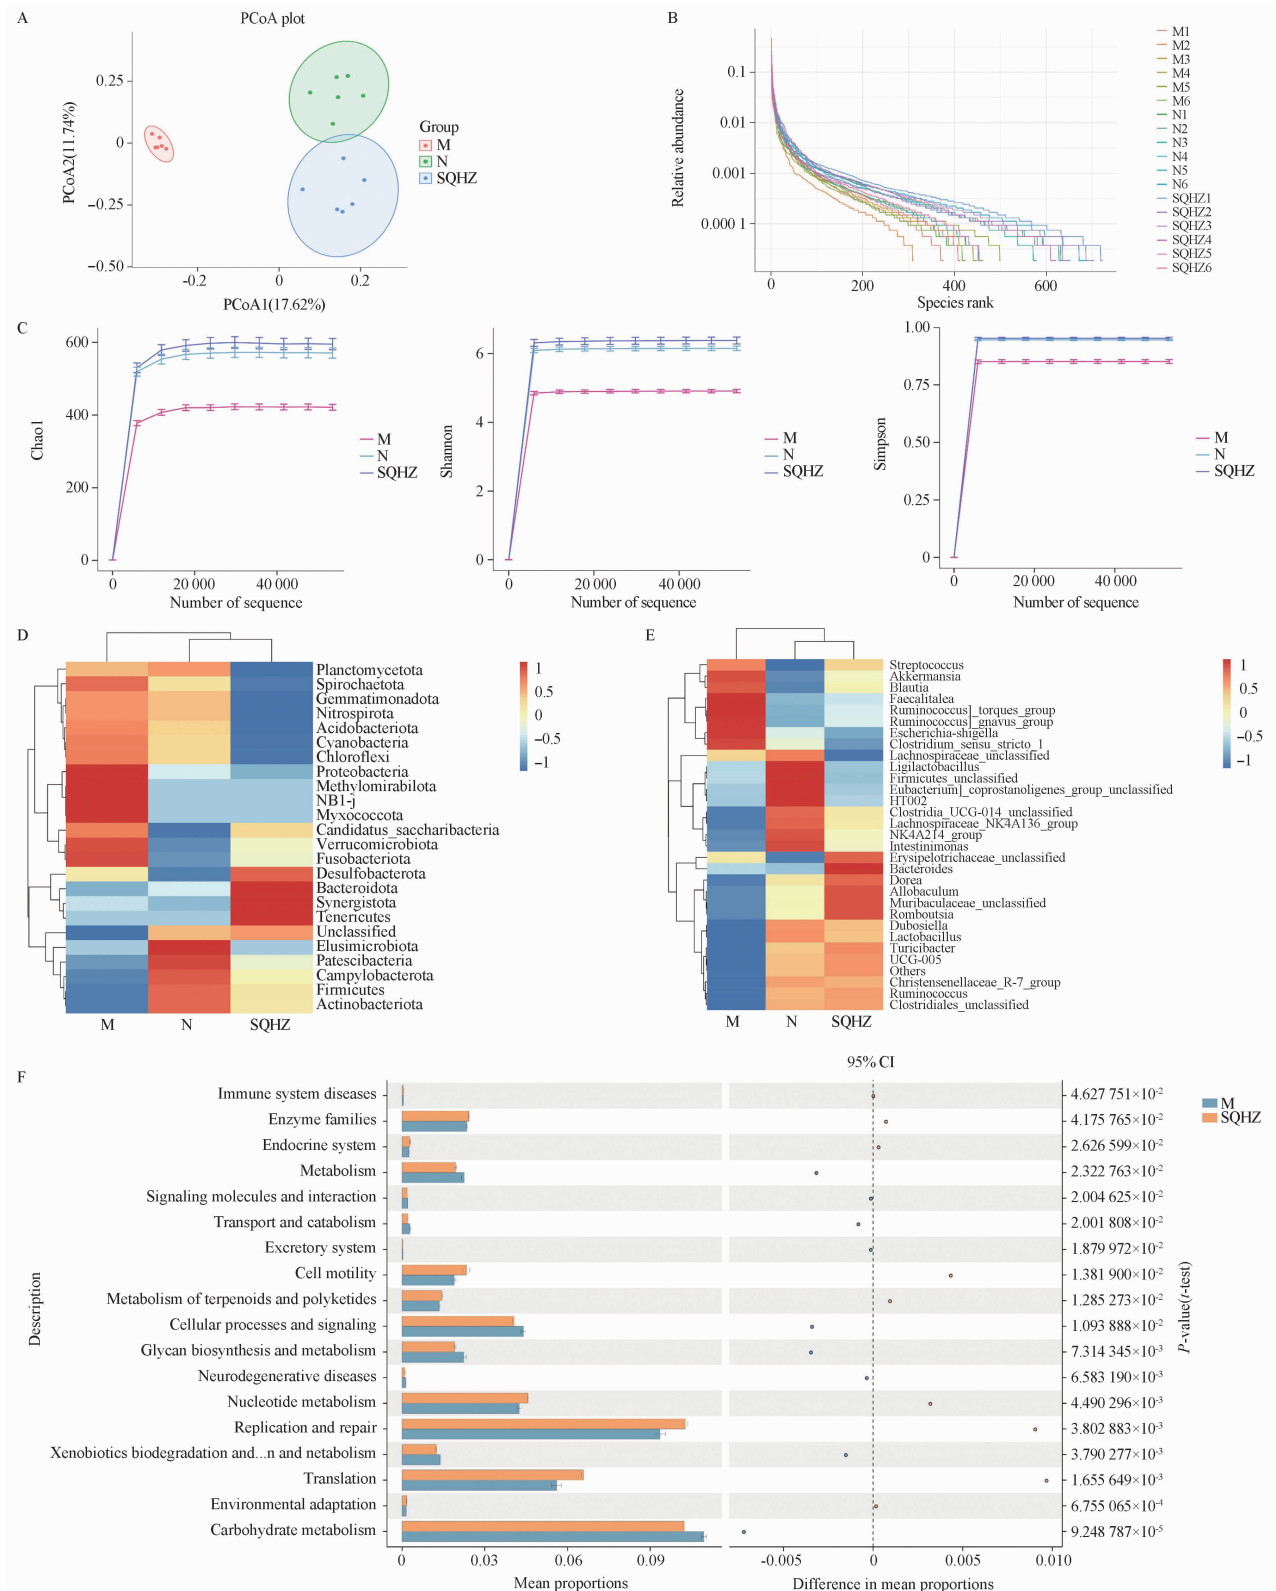 A
PCoA plot
PCoA2(11.74%)
0.25
0
−0.25
−0.50
-0.2
0
0.2
PCoA1(17.62%)
Group
M
N
SQHZ
B
Relative abundance
0.1
0.01
0.001
0.000 1
0
200
400
600
Species rank
M1
M2
M3
M4
M5
M6
N1
N2
N3
N4
N5
N6
SQHZ1
SQHZ2
SQHZ3
SQHZ4
SQHZ5
SQHZ6
C
Chao1
600
400
200
0
0
20 000
40 000
Number of sequence
M
N
SQHZ
Shannon
6
4
2
0
0
20 000
40 000
Number of sequence
M
N
SQHZ
Simpson
1.00
0.75
0.50
0.25
0
0
20 000
40 000
Number of sequence
M
N
SQHZ
D
Planctomycetota
Spirochaetota
Gemmatimonadota
Nitrospirota
Acidobacteriota
Cyanobacteria
Chloroflexi
Proteobacteria
Methylomirabilota
NB1-j
Myxococcota
Candidatus_saccharibacteria
Verrucomicrobiota
Fusobacteriota
Desulfobacterota
Bacteroidota
Synergistota
Tenericutes
Unclassified
Elusimicrobiota
Patescibacteria
Campylobacterota
Firmicutes
Actinobacteriota
M
N
SQHZ
1
0.5
0
−0.5
−1
E
Streptococcus
Akkermansia
Blautia
Faecalitalea
Ruminococcus]_torques_group
Ruminococcus]_gnavus_group
Escherichia-shigella
Clostridium_sensu_stricto_1
Lachnospiraceae_unclassified
Ligilactobacillus
Firmicutes_unclassified
Eubacterium]_coprostanoligenes_group_unclassified
HT002
Clostridia_UCG-014_unclassified
Lachnospiraceae_NK4A136_group
NK4A214_group
Intestinimonas
Erysipelotrichaceae_unclassified
Bacteroides
Dorea
Allobaculum
Muribaculaceae_unclassified
Romboutsia
Dubosiella
Lactobacillus
Turicibacter
UCG-005
Others
Christensenellaceae_R-7_group
Ruminococcus
Clostridiales_unclassified
M
N
SQHZ
1
0.5
0
−0.5
−1
F
95% CI
Description
Immune system diseases
4.627 751×10-2
Enzyme families
4.175 765×10-2
Endocrine system
2.626 599×10-2
Metabolism
2.322 763×10-2
Signaling molecules and interaction
2.004 625×10-2
Transport and catabolism
2.001 808×10-2
Excretory system
1.879 972×10-2
Cell motility
1.381 900×10-2
Metabolism of terpenoids and polyketides
1.285 273×10-2
Cellular processes and signaling
1.093 888×10-2
Glycan biosynthesis and metabolism
7.314 345×10-3
Neurodegenerative diseases
6.583 190×10-3
Nucleotide metabolism
4.490 296×10-3
Replication and repair
3.802 883×10-3
Xenobiotics biodegradation and...n and netabolism
3.790 277×10-3
Translation
1.655 649×10-3
Environmental adaptation
6.755 065×10-4
Carbohydrate metabolism
9.248 787×10-5
P-value(t-test)
M
SQHZ
0
0.03
0.06
0.09
Mean proportions
-0.005
0
0.005
0.010
Difference in mean proportions